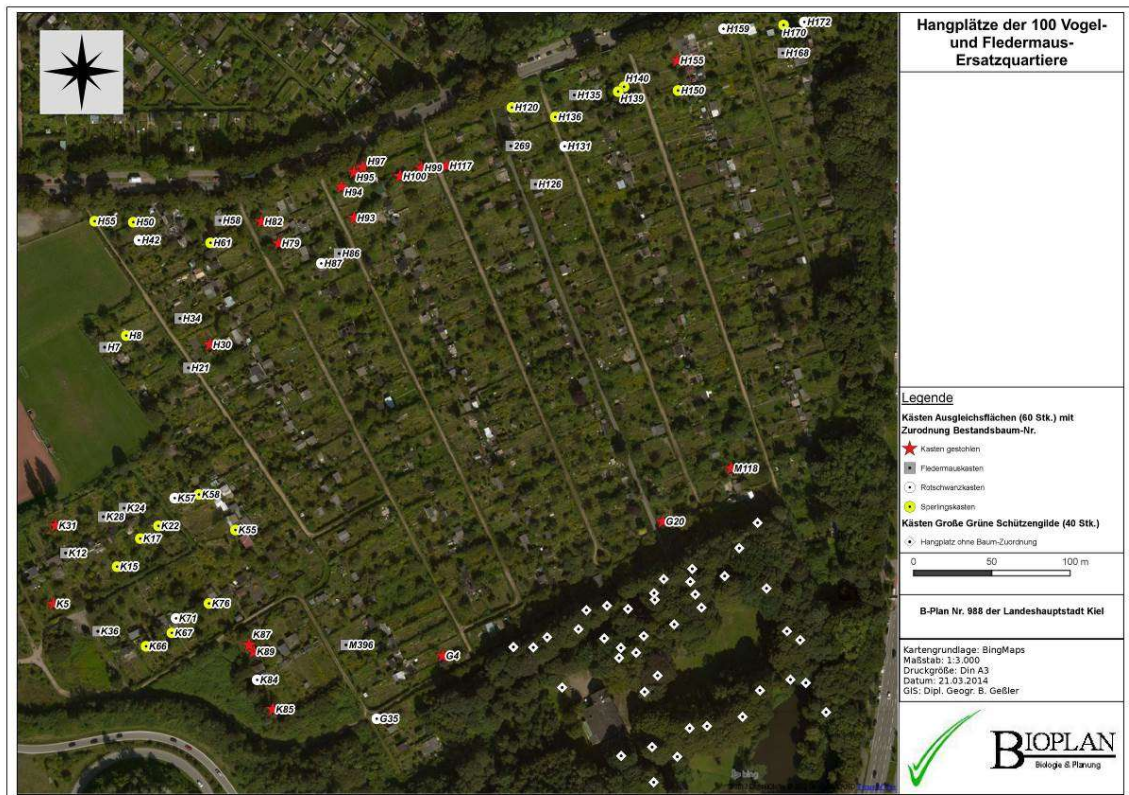 Hangplätze der 100 Vogel-
und Fledermaus-
Ersatzquartiere
H159
H172
H170
H168
H155
H140
H139
H135
H150
H120
H136
269
H131
H126
H97
H95
H99
H117
H100
H94
H93
H55
H50
H58
H82
H42
H61
H79
H86
H87
H34
H8
H7
H30
H21
M118
K58
K57
K24
K28
K31
K22
K55
K17
K12
K15
G20
K5
K76
K71
K36
K67
K66
K87
K89
M396
G4
K84
K85
G35
bing
Legende
Kästen Ausgleichsflächen (60 Stk.) mit
Zurodnung Bestandsbaum-Nr.
Kasten gestohlen
Fledermauskasten
Rotschwanzkasten
Sperlingskasten
Kästen Große Grüne Schützengilde (40 Stk.)
Hangplatz ohne Baum-Zuordnung
0 50 100 m
B-Plan Nr. 988 der Landeshauptstadt Kiel
Kartengrundlage: BingMaps
Maßstab: 1:3.000
Druckgröße: Din A3
Datum: 21.03.2014
GIS: Dipl. Geogr. B. Geßler
BIOPLAN
Biologie & Planung